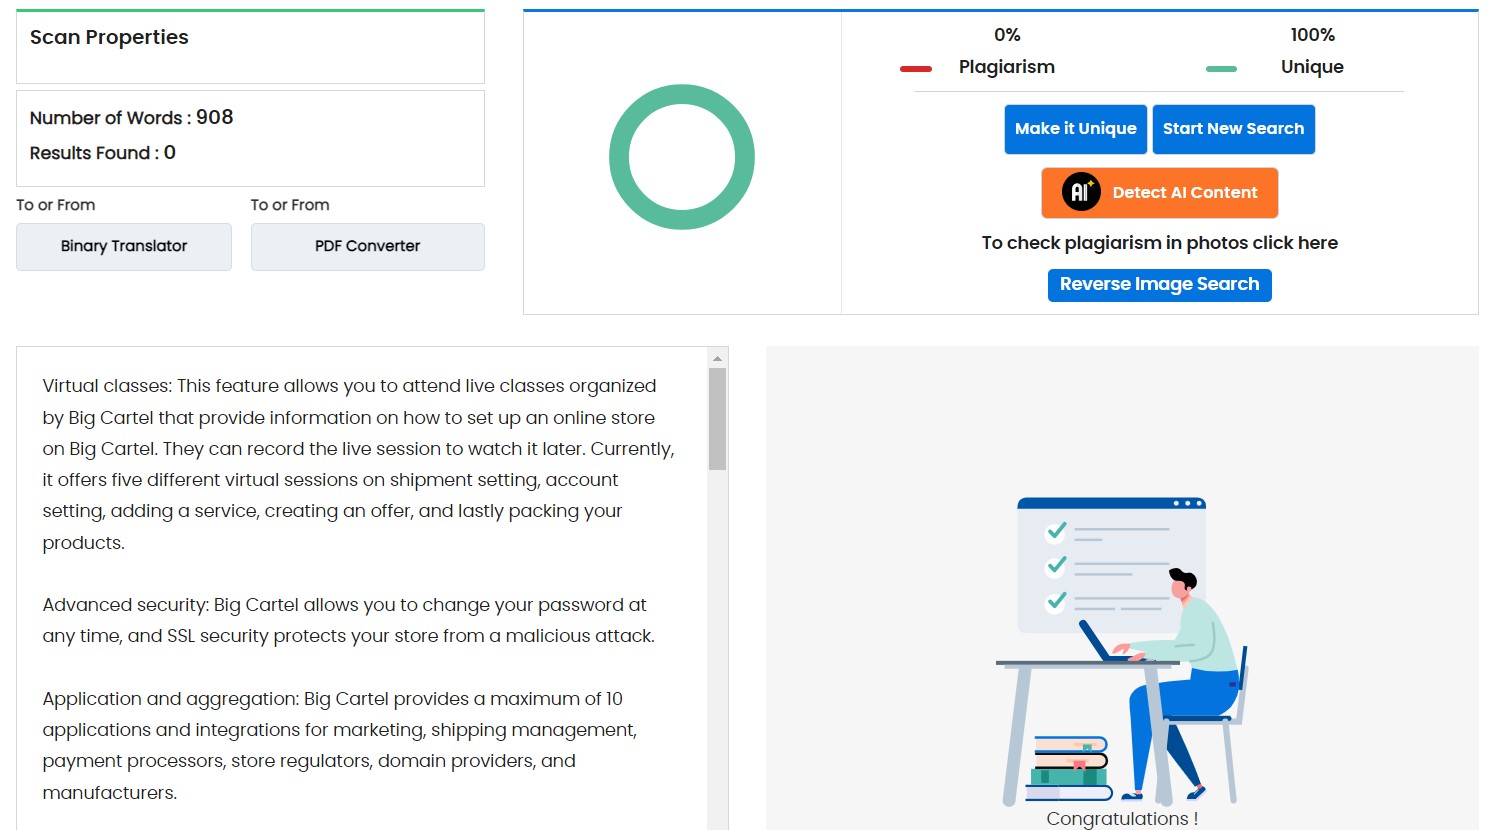 Scan Properties
Number of Words : 908
Results Found : 0
To or From
To or From
Binary Translator
PDF Converter
0%
100%
Plagiarism
Unique
Make it Unique
Start New Search
AI
Detect AI Content
To check plagiarism in photos click here
Reverse Image Search
Virtual classes: This feature allows you to attend live classes organized
by Big Cartel that provide information on how to set up an online store
on Big Cartel. They can record the live session to watch it later. Currently,
it offers five different virtual sessions on shipment setting, account
setting, adding a service, creating an offer, and lastly packing your
products.
Advanced security: Big Cartel allows you to change your password at
any time, and SSL security protects your store from a malicious attack.
Application and aggregation: Big Cartel provides a maximum of 10
applications and integrations for marketing, shipping management,
payment processors, store regulators, domain providers, and
manufacturers.
Congratulations !